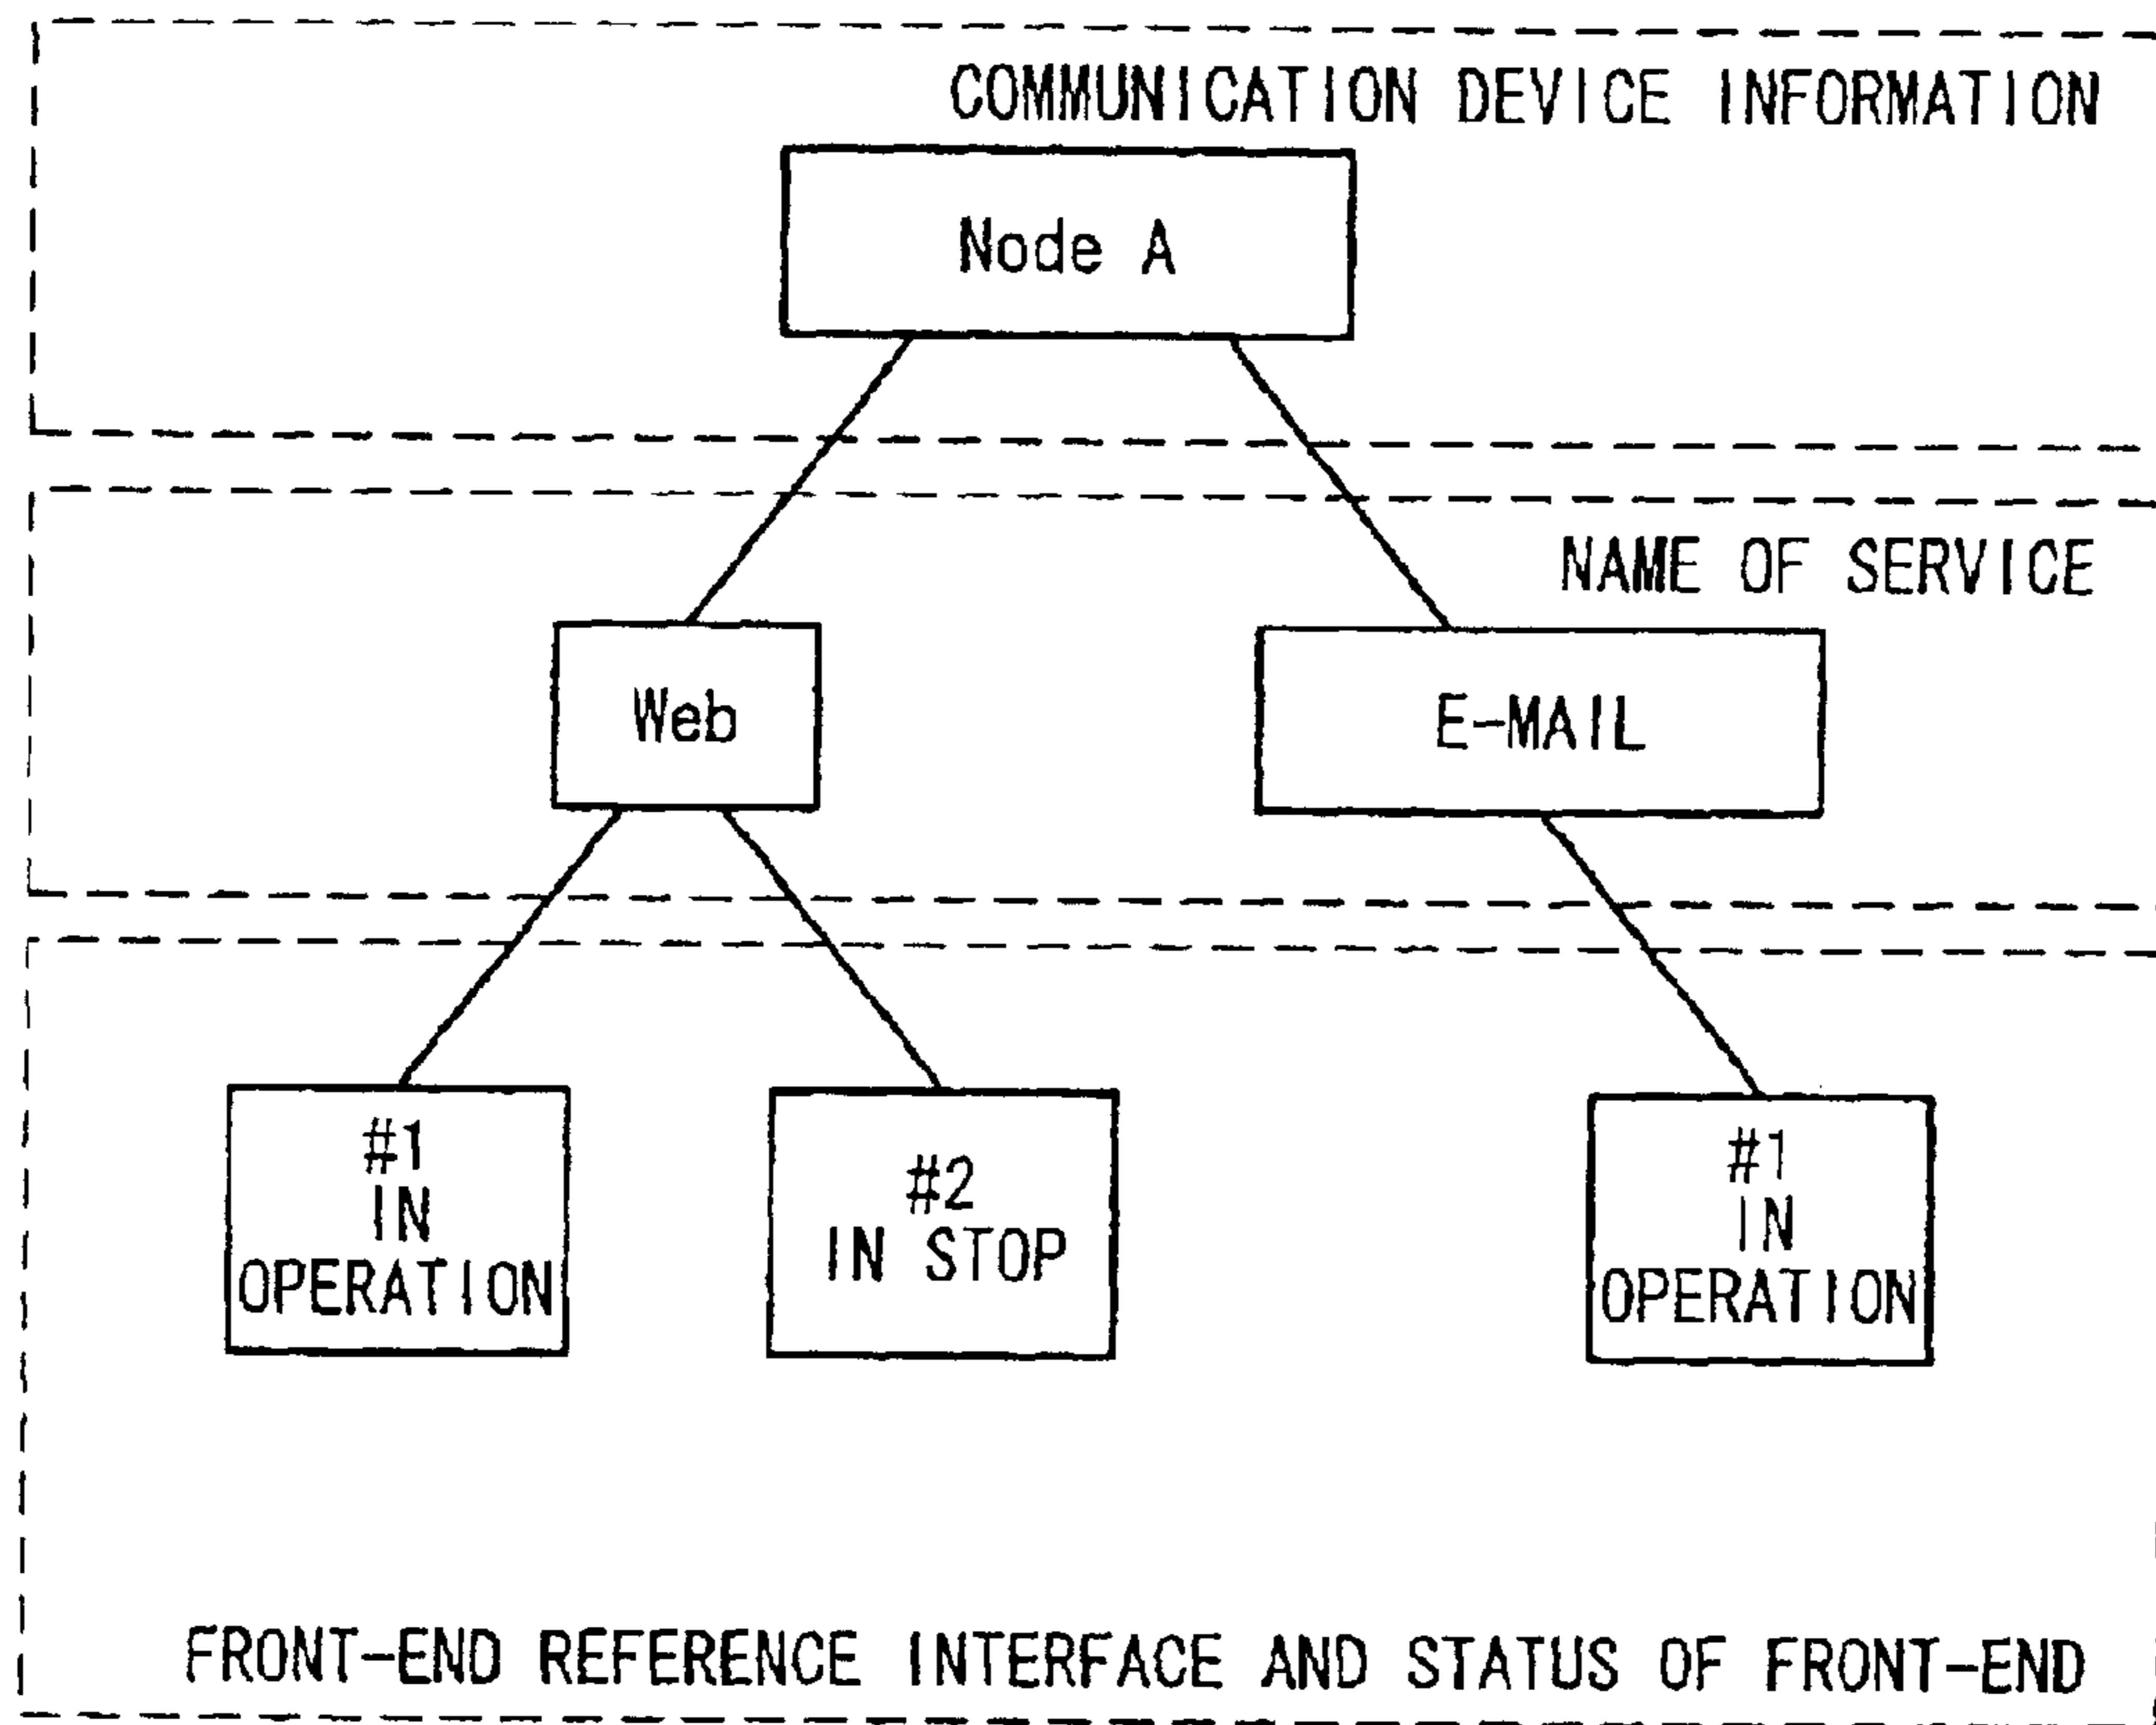 COMMUNICATION DEVICE INFORMATION
Node A
NAME OF SERVICE
Web
E-MAIL
#1
IN
OPERATION
#2
IN STOP
#1
IN
OPERATION
FRONT-END REFERENCE INTERFACE AND STATUS OF FRONT-END